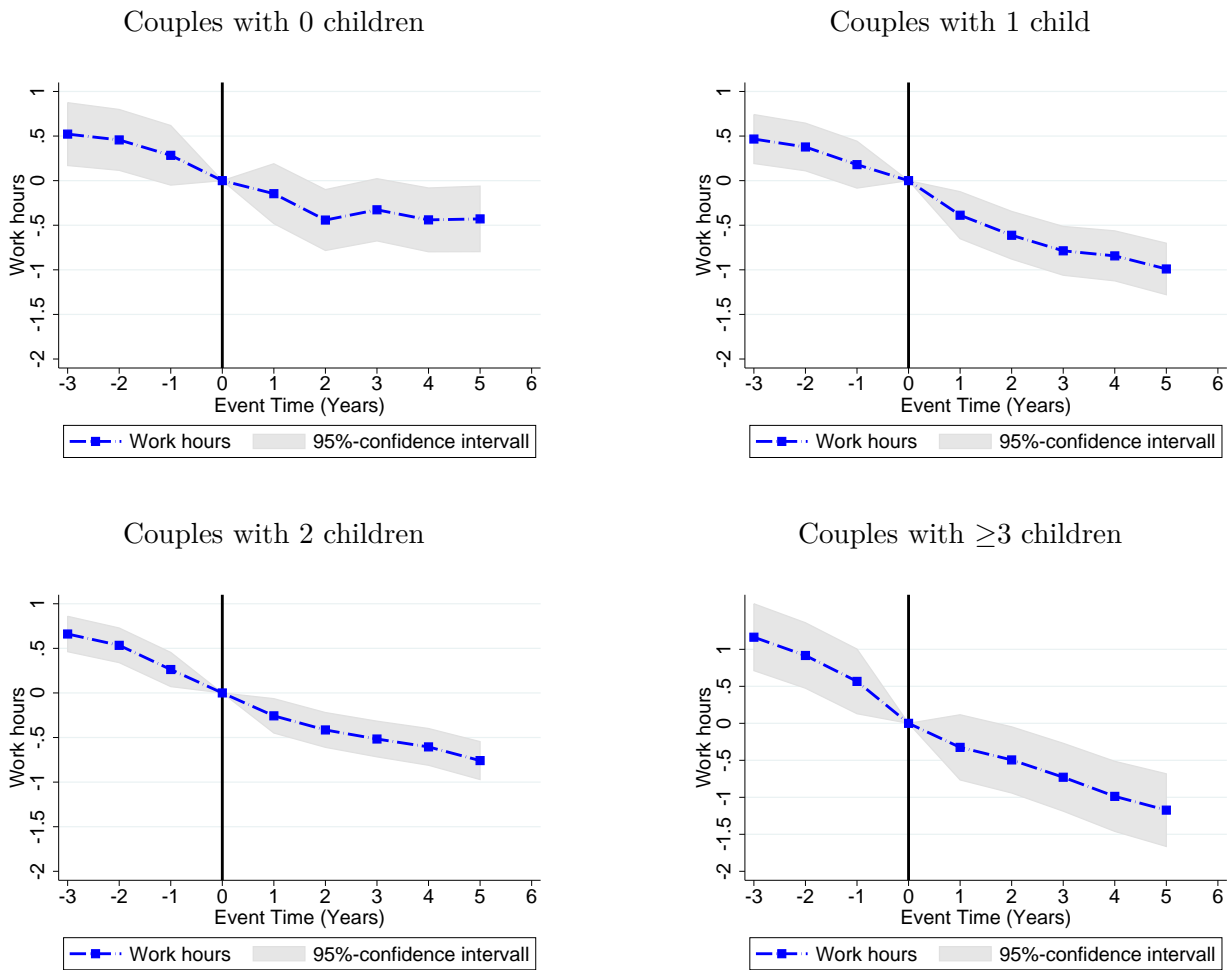 Couples with 0 children
Work hours
1
.5
0
-.5
-1
-1.5
-2
-3 -2 -1 0 1 2 3 4 5 6
Event Time (Years)
Work hours 95%-confidence intervall
Couples with 1 child
Work hours
1
.5
0
-.5
-1
-1.5
-2
-3 -2 -1 0 1 2 3 4 5 6
Event Time (Years)
Work hours 95%-confidence intervall
Couples with 2 children
Work hours
1
.5
0
-.5
-1
-1.5
-2
-3 -2 -1 0 1 2 3 4 5 6
Event Time (Years)
Work hours 95%-confidence intervall
Couples with ≥3 children
Work hours
1
.5
0
-.5
-1
-1.5
-2
-3 -2 -1 0 1 2 3 4 5 6
Event Time (Years)
Work hours 95%-confidence intervall